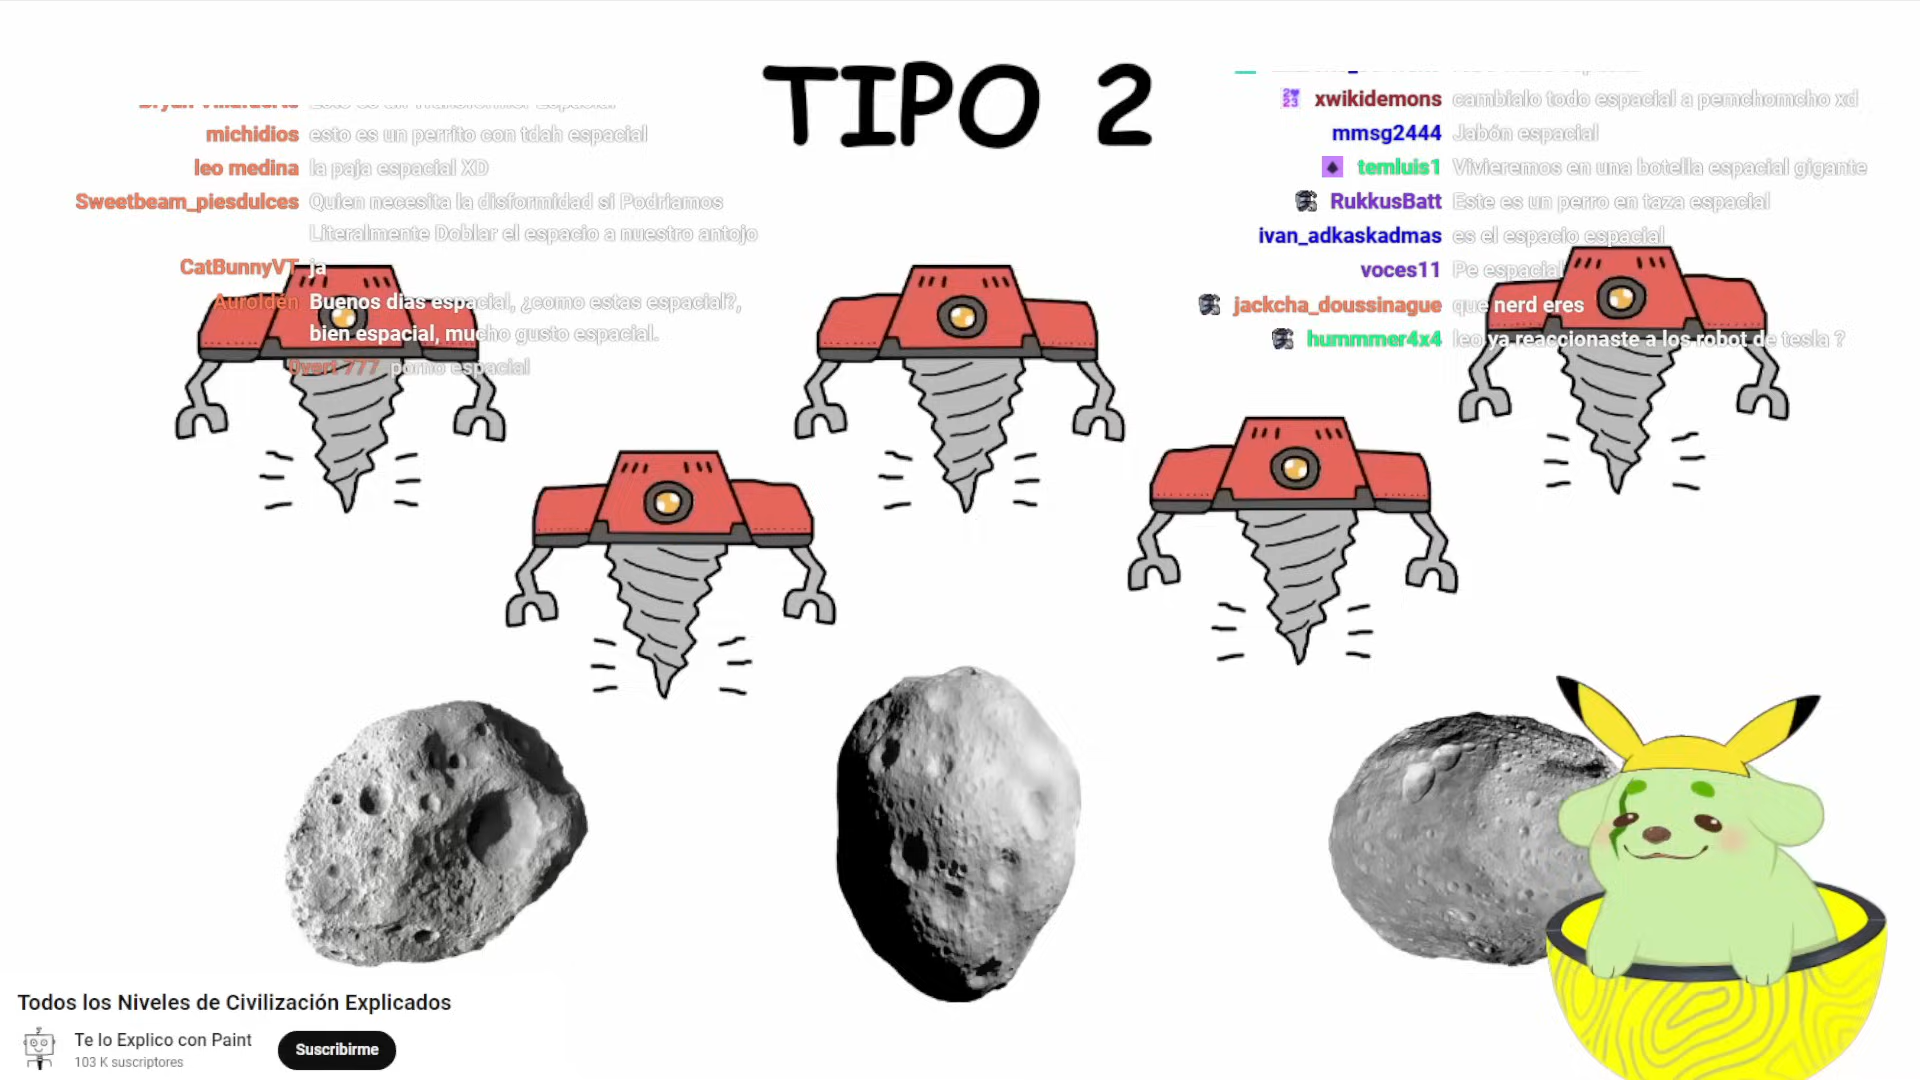 TIPO 2
michidios esto es un perrito con tdah espacial
leo medina la paja espacial XD
Sweetbeam_piesdulces Quien necesita la disformidad si Podriamos
Literalmente Doblar el espacio a nuestro antojo
CatBunnyVT ja
Auroldën Buenos dias espacial, ¿como estas espacial?,
bien espacial, mucho gusto espacial.
0vert 777 porno espacial
xwikidemons cambialo todo espacial a pemchomcho xd
mmsg2444 Jabón espacial
temluis1 Vivieremos en una botella espacial gigante
RukkusBatt Este es un perro en taza espacial
ivan_adkaskadmas es el espacio espacial
voces11 Pe espacial
jackcha_doussinague que nerd eres
hummmer4x4 leo ya reaccionaste a los robot de tesla ?
Todos los Niveles de Civilización Explicados
Te lo Explico con Paint
103 K suscriptores
Suscribirme